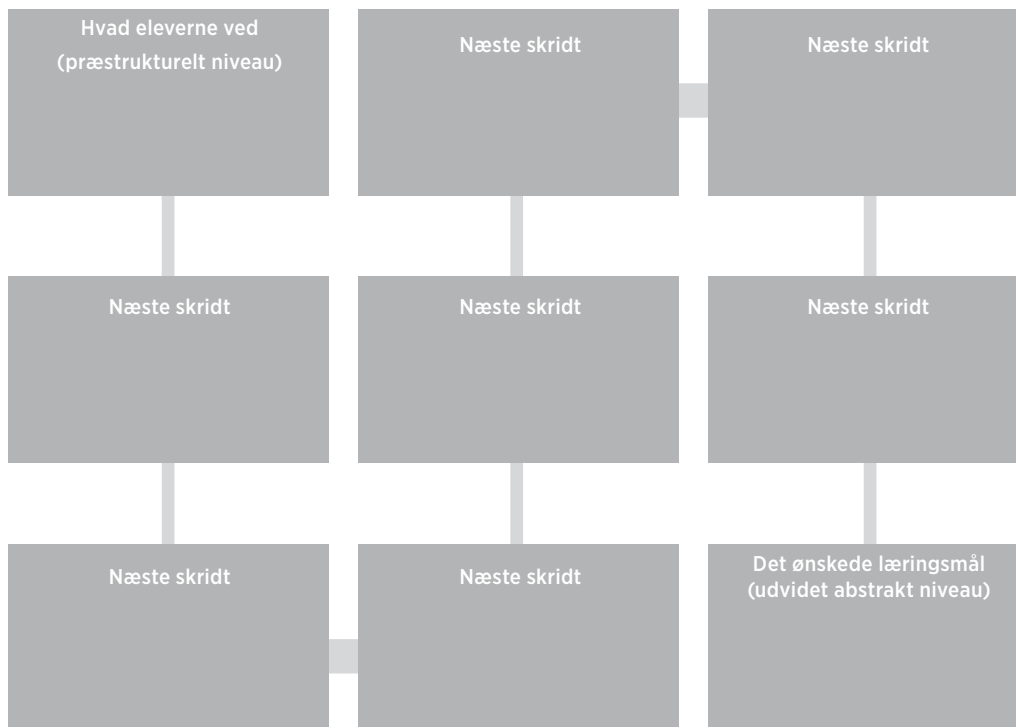 Hvad eleverne ved
(præstrukturelt niveau)
Næste skridt
Næste skridt
Næste skridt
Næste skridt
Næste skridt
Næste skridt
Næste skridt
Det ønskede læringsmål
(udvidet abstrakt niveau)